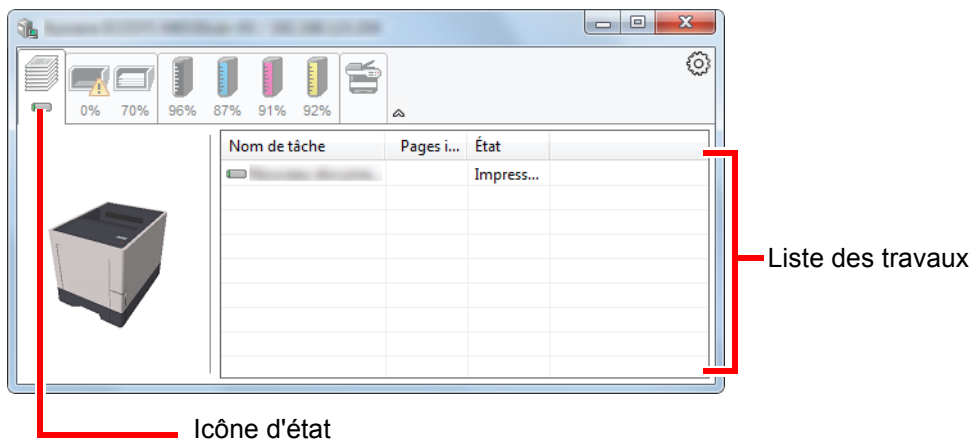 0% 70% 96% 87% 91% 92%
Nom de tâche Pages i... État
Impress...
Liste des travaux
Icône d'état